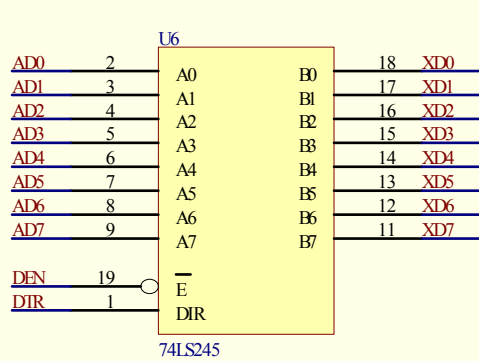 U6
AD0 2 A0 B0 18 XD0
AD1 3 A1 B1 17 XD1
AD2 4 A2 B2 16 XD2
AD3 5 A3 B3 15 XD3
AD4 6 A4 B4 14 XD4
AD5 7 A5 B5 13 XD5
AD6 8 A6 B6 12 XD6
AD7 9 A7 B7 11 XD7
DEN 19 E
DTR 1 DIR
74LS245